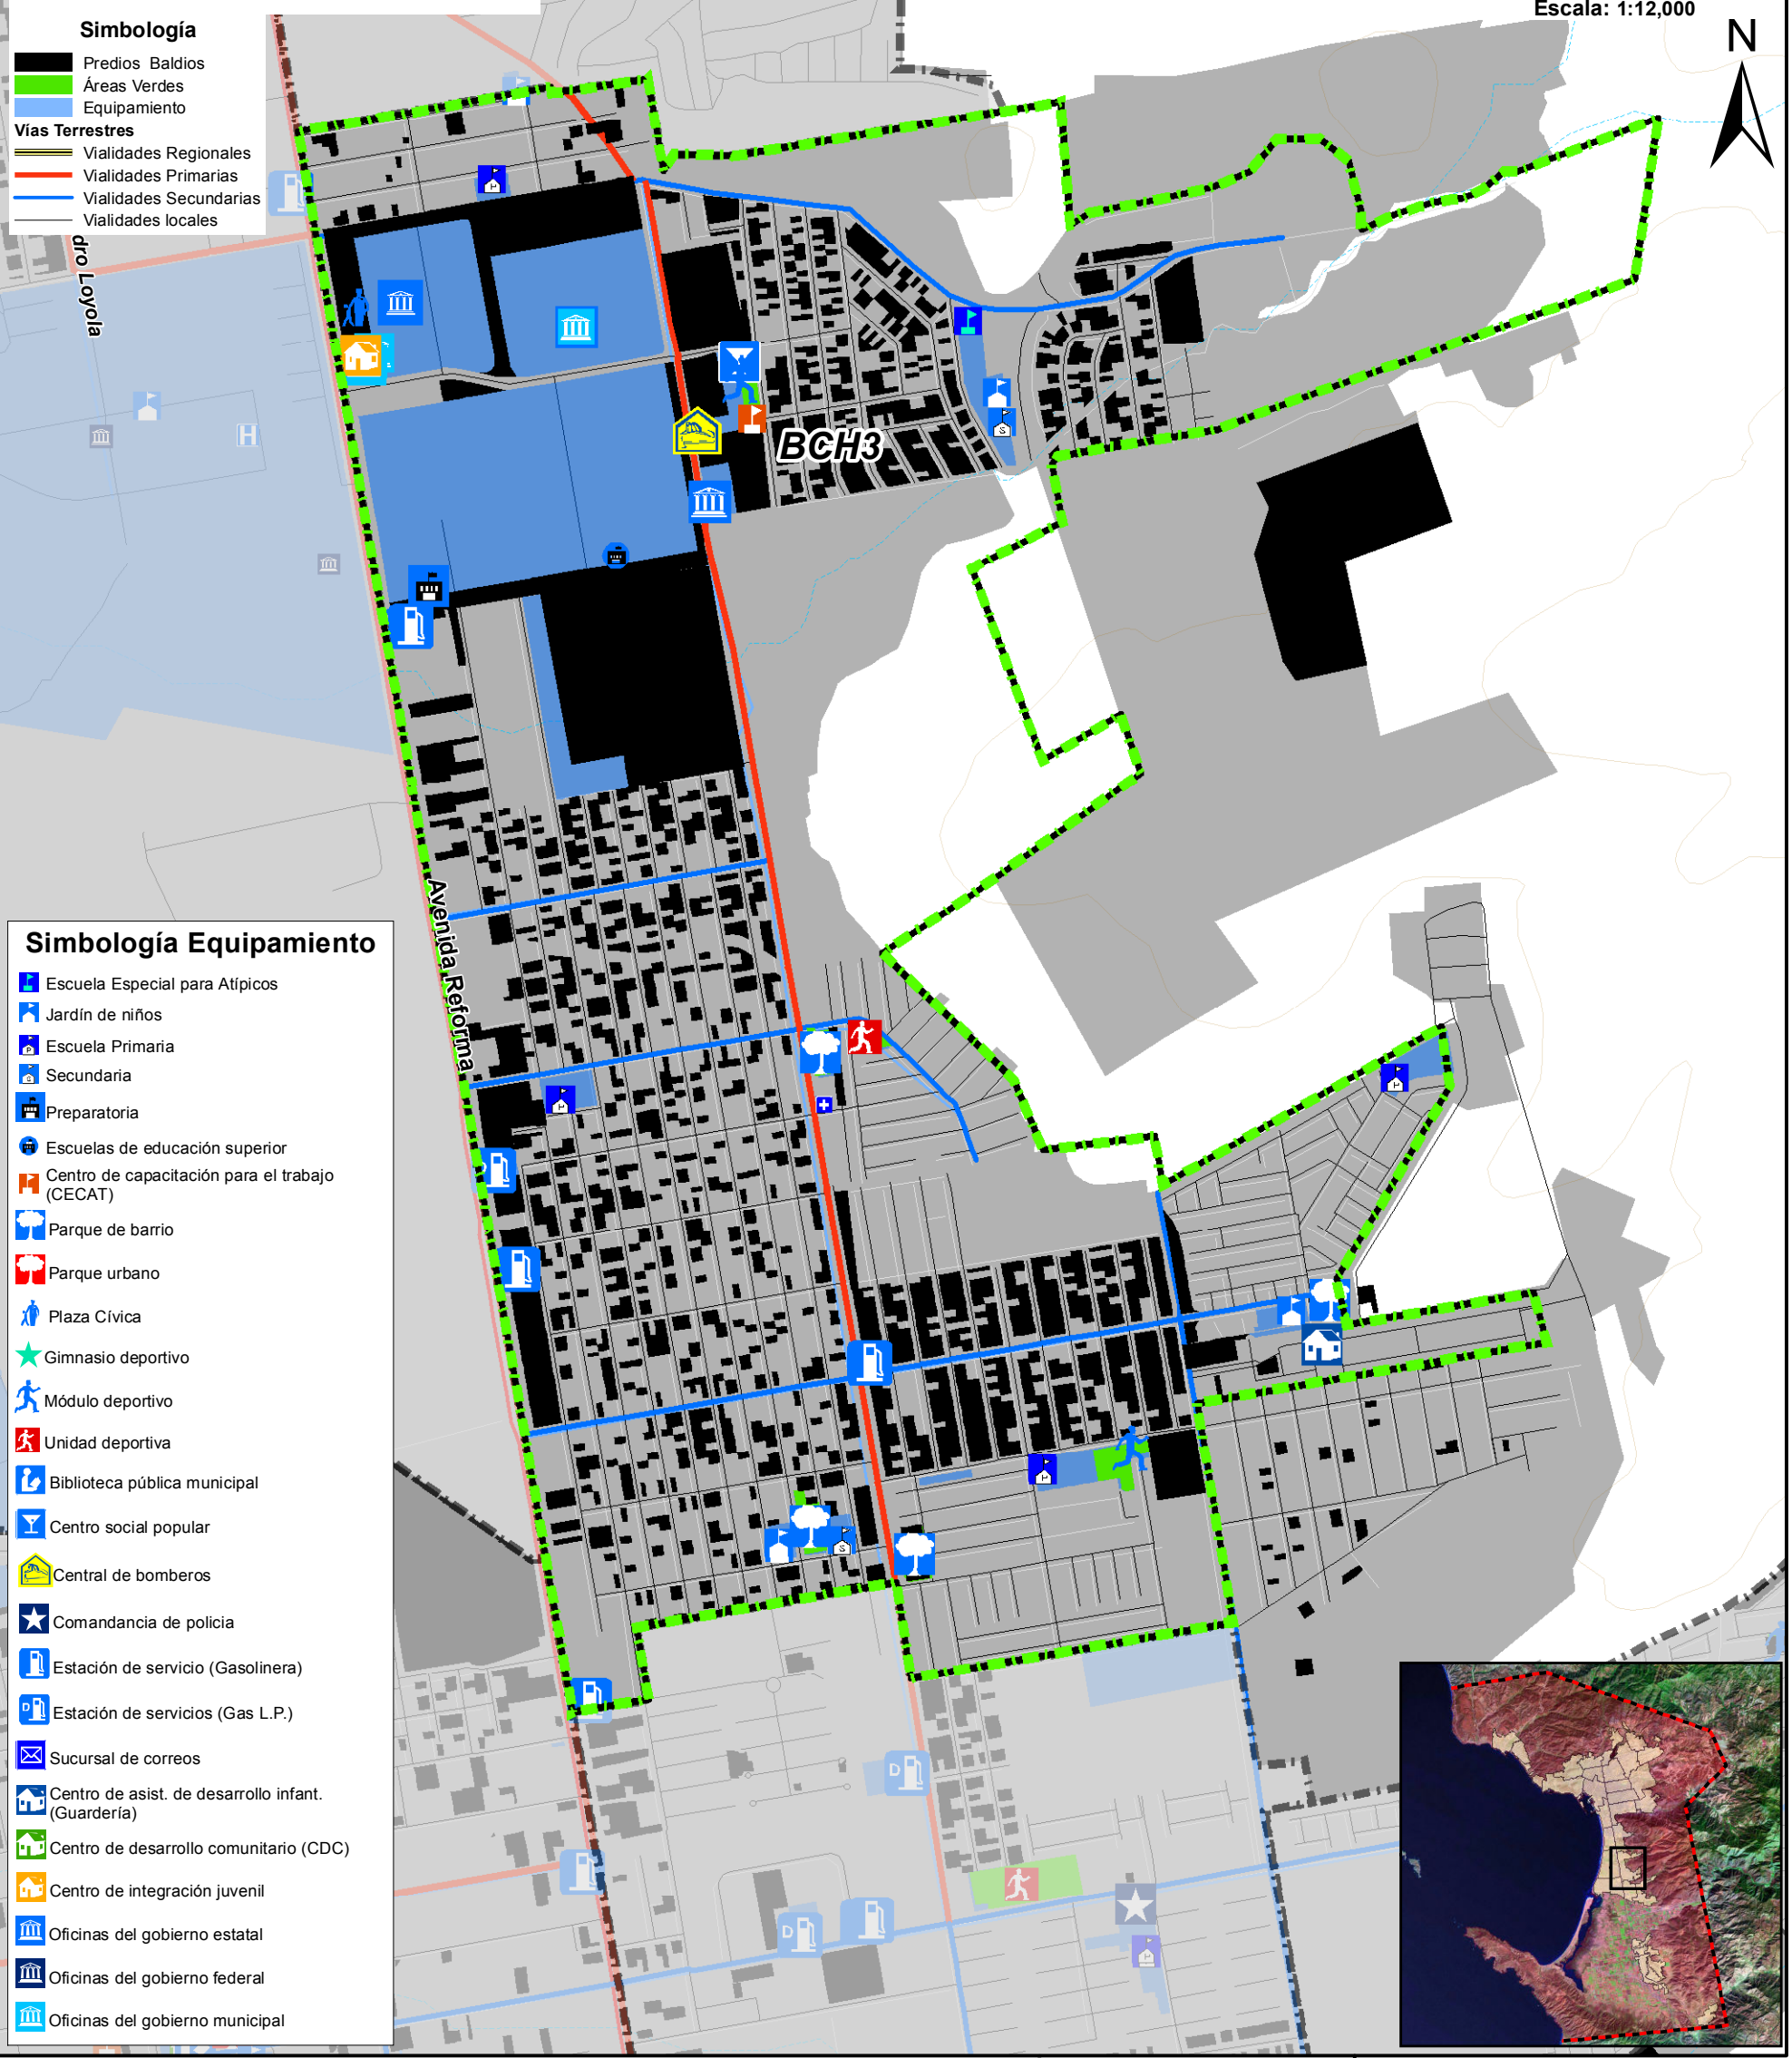 Escala: 1:12,000
N
Simbología
Predios Baldios
Áreas Verdes
Equipamiento
Vías Terrestres
Vialidades Regionales
Vialidades Primarias
Vialidades Secundarias
Vialidades locales
dro Loyola
H
BCH3
S
Avenida Reforma
Simbología Equipamiento
Escuela Especial para Atípicos
Jardín de niños
Escuela Primaria
Secundaria
Preparatoria
Escuelas de educación superior
Centro de capacitación para el trabajo
(CECAT)
Parque de barrio
Parque urbano
Plaza Cívica
Gimnasio deportivo
Módulo deportivo
Unidad deportiva
Biblioteca pública municipal
Centro social popular
Central de bomberos
Comandancia de policia
Estación de servicio (Gasolinera)
D
Estación de servicios (Gas L.P.)
Sucursal de correos
Centro de asist. de desarrollo infant.
(Guardería)
Centro de desarrollo comunitario (CDC)
Centro de integración juvenil
Oficinas del gobierno estatal
Oficinas del gobierno federal
Oficinas del gobierno municipal
S
D
D